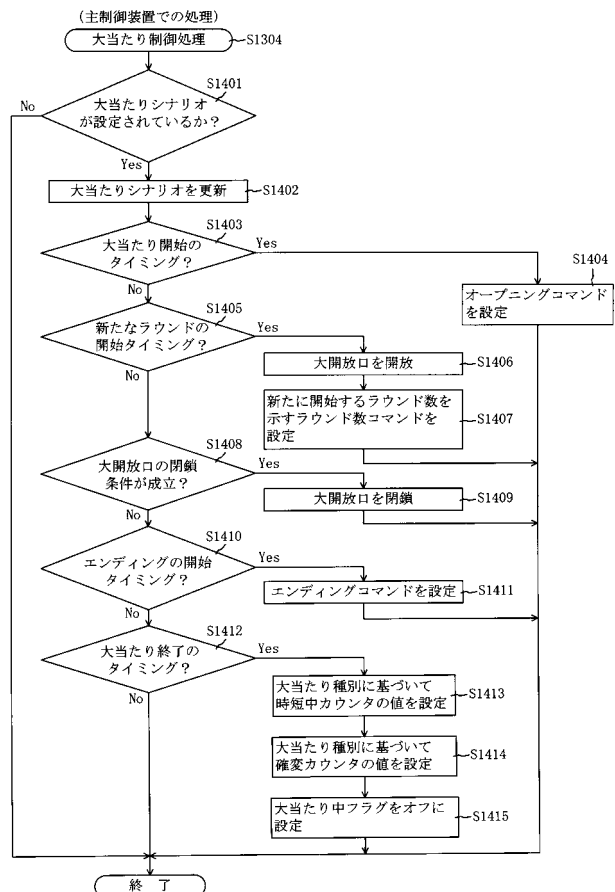 (主制御装置での処理)
大当たり制御処理
S1304
S1401
大当たりシナリオ
が設定されているか?
No
Yes
大当たりシナリオを更新
S1402
S1403
大当たり開始の
タイミング?
Yes
No
S1404
オープニングコマンド
を設定
S1405
新たなラウンドの
開始タイミング?
Yes
No
大開放口を開放
S1406
新たに開始するラウンド数を
示すラウンド数コマンドを
設定
S1407
S1408
大開放口の閉鎖
条件が成立?
Yes
No
大開放口を閉鎖
S1409
S1410
エンディングの開始
タイミング?
Yes
No
エンディングコマンドを設定
S1411
S1412
大当たり終了の
タイミング?
Yes
No
大当たり種別に基づいて
時短中カウンタの値を設定
S1413
大当たり種別に基づいて
確変カウンタの値を設定
S1414
大当たり中フラグをオフに
設定
S1415
終 了